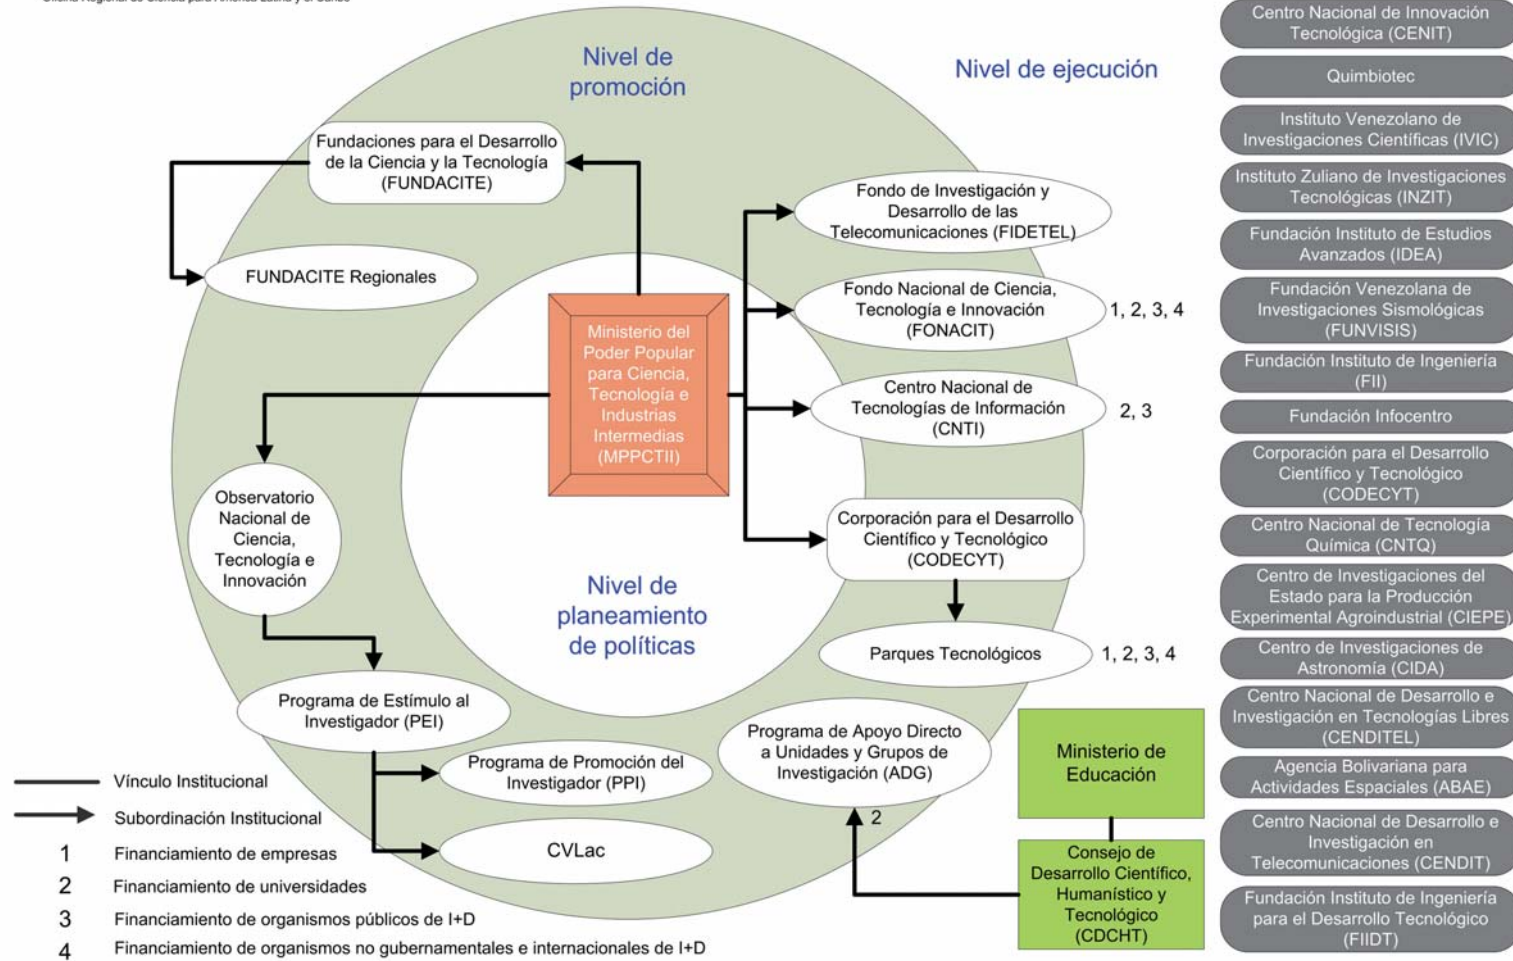 Oficina Regional de Ciencia para América Latina y el Caribe
Nivel de
promoción
Nivel de ejecución
Fundaciones para el Desarrollo
de la Ciencia y la Tecnología
(FUNDACITE)
FUNDACITE Regionales
Fondo de Investigación y
Desarrollo de las
Telecomunicaciones (FIDETEL)
Fondo Nacional de Ciencia,
Tecnología e Innovación
(FONACIT)
1, 2, 3, 4
Ministerio del
Poder Popular
para Ciencia,
Tecnología e
Industrias
Intermedias
(MPPCTII)
Centro Nacional de
Tecnologías de Información
(CNTI)
2, 3
Observatorio
Nacional de
Ciencia,
Tecnología e
Innovación
Corporación para el Desarrollo
Científico y Tecnológico
(CODECYT)
Nivel de
planeamiento
de políticas
Parques Tecnológicos
1, 2, 3, 4
Programa de Estímulo al
Investigador (PEI)
Programa de Promoción del
Investigador (PPI)
CVLac
Programa de Apoyo Directo
a Unidades y Grupos de
Investigación (ADG)
2
Ministerio de
Educación
Consejo de
Desarrollo Científico,
Humanístico y
Tecnológico
(CDCHT)
Vínculo Institucional
Subordinación Institucional
1 Financiamiento de empresas
2 Financiamiento de universidades
3 Financiamiento de organismos públicos de I+D
4 Financiamiento de organismos no gubernamentales e internacionales de I+D
Centro Nacional de Innovación
Tecnológica (CENIT)
Quimbiotec
Instituto Venezolano de
Investigaciones Científicas (IVIC)
Instituto Zuliano de Investigaciones
Tecnológicas (INZIT)
Fundación Instituto de Estudios
Avanzados (IDEA)
Fundación Venezolana de
Investigaciones Sismológicas
(FUNVISIS)
Fundación Instituto de Ingeniería
(FII)
Fundación Infocentro
Corporación para el Desarrollo
Científico y Tecnológico
(CODECYT)
Centro Nacional de Tecnología
Química (CNTQ)
Centro de Investigaciones del
Estado para la Producción
Experimental Agroindustrial (CIEPE)
Centro de Investigaciones de
Astronomía (CIDA)
Centro Nacional de Desarrollo e
Investigación en Tecnologías Libres
(CENDITEL)
Agencia Bolivariana para
Actividades Espaciales (ABAE)
Centro Nacional de Desarrollo e
Investigación en
Telecomunicaciones (CENDIT)
Fundación Instituto de Ingeniería
para el Desarrollo Tecnológico
(FIIDT)